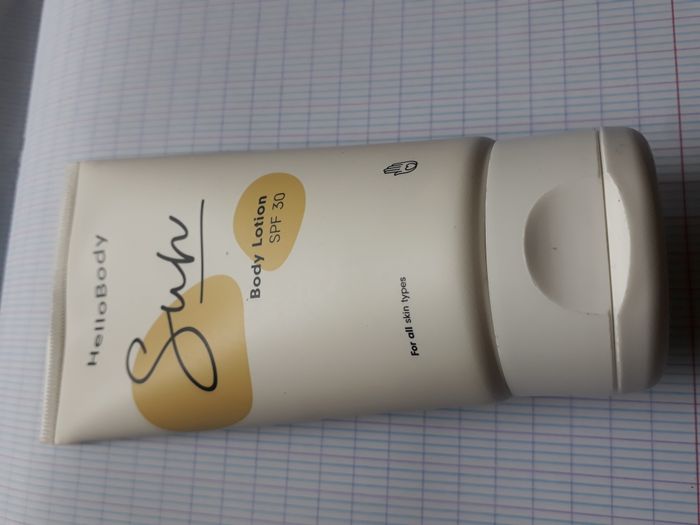 HelloBody
Sun
Body Lotion
SPF 30
For all skin types